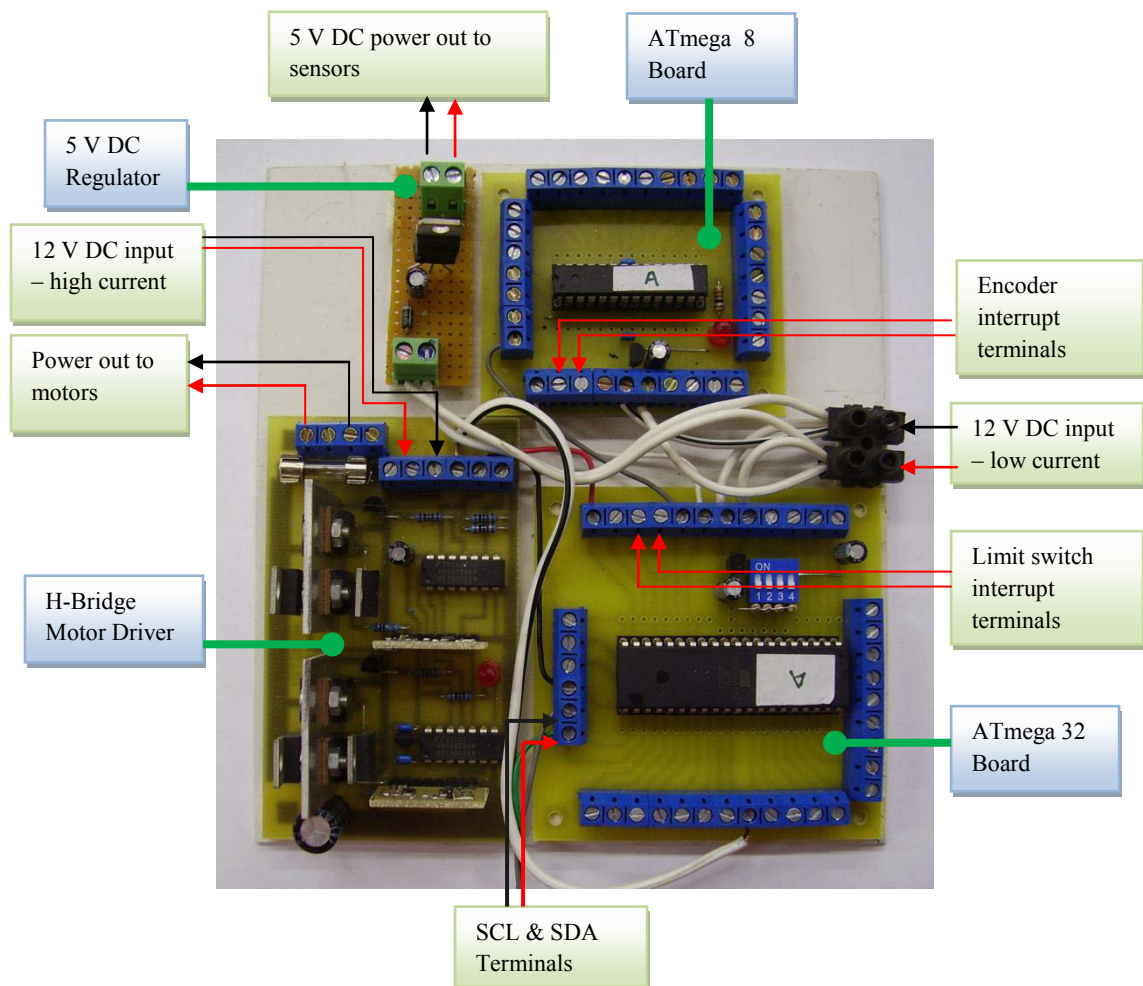 5 V DC power out to
sensors
ATmega 8
Board
5 V DC
Regulator
12 V DC input
– high current
Power out to
motors
Encoder
interrupt
terminals
12 V DC input
– low current
Limit switch
interrupt
terminals
H-Bridge
Motor Driver
ATmega 32
Board
SCL & SDA
Terminals
A
ON
1 2 3 4
A